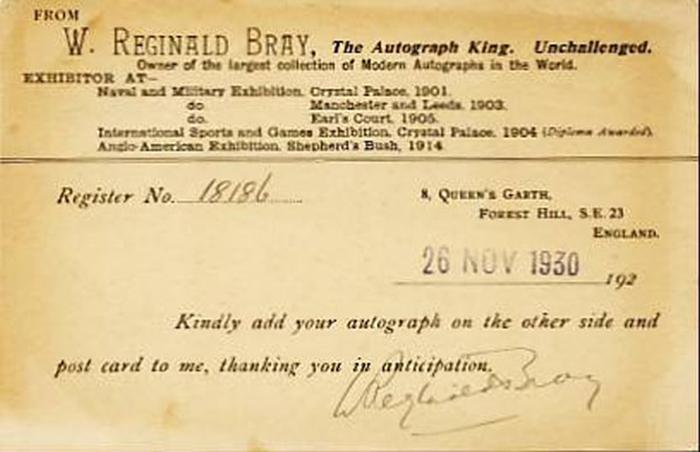 FROM
W. REGINALD BRAY, The Autograph King. Unchallenged.
Owner of the largest collection of Modern Autographs in the World.
EXHIBITOR AT—
Naval and Military Exhibition, Crystal Palace, 1901.
do. Manchester and Leeds, 1903.
do. Earl's Court, 1905.
International Sports and Games Exhibition, Crystal Palace, 1904 (Diploma Awarded).
Anglo-American Exhibition, Shepherd's Bush, 1914
Register No. 18186
8, QUEEN'S GARTH,
FOREST HILL, S.E. 23
ENGLAND.
26 NOV 1930
192
Kindly add your autograph on the other side and
post card to me, thanking you in anticipation.
W Reginald Bray